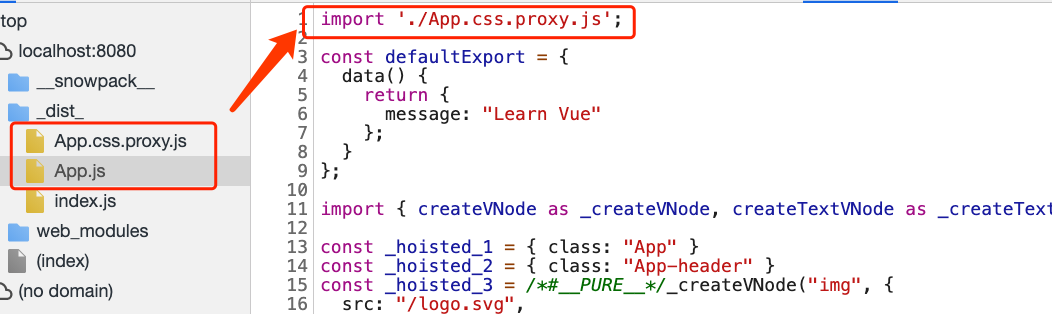 top
localhost:8080
__snowpack__
_dist_
App.css.proxy.js
App.js
index.js
web_modules
(index)
(no domain)
1 import './App.css.proxy.js';
2
3 const defaultExport = {
4 data() {
5 return {
6 message: "Learn Vue"
7 };
8 }
9 };
10
11 import { createVNode as _createVNode, createTextVNode as _createText
12
13 const _hoisted_1 = { class: "App" }
14 const _hoisted_2 = { class: "App-header" }
15 const _hoisted_3 = /*#__PURE__*/_createVNode("img", {
16 src: "/logo.svg",